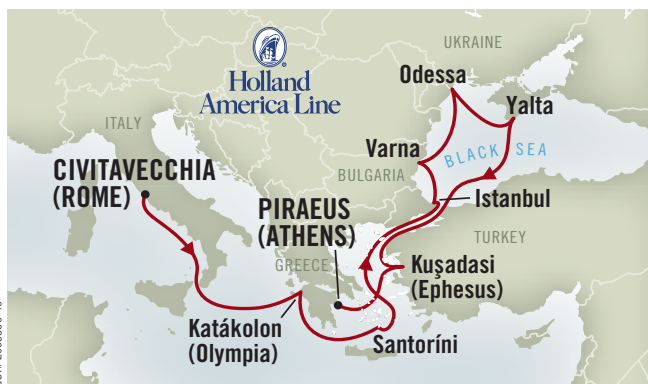 UKRAINE
Holland
America Line
Odessa
Yalta
ITALY
Varna
BLACK SEA
CIVITAVECCHIA
(ROME)
BULGARIA
Istanbul
PIRAEUS
(ATHENS)
TURKEY
GREECE
Kuşadasi
(Ephesus)
Katákolon
(Olympia)
Santoríni